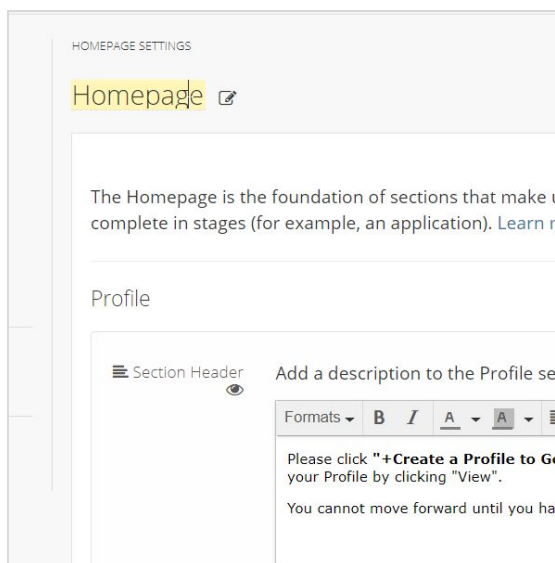 HOMEPAGE SETTINGS
Homepage
The Homepage is the foundation of sections that make
complete in stages (for example, an application). Learn
Profile
Section Header
Add a description to the Profile
Formats B I A A
Please click "+Create a Profile to
your Profile by clicking "View".
You cannot move forward until you